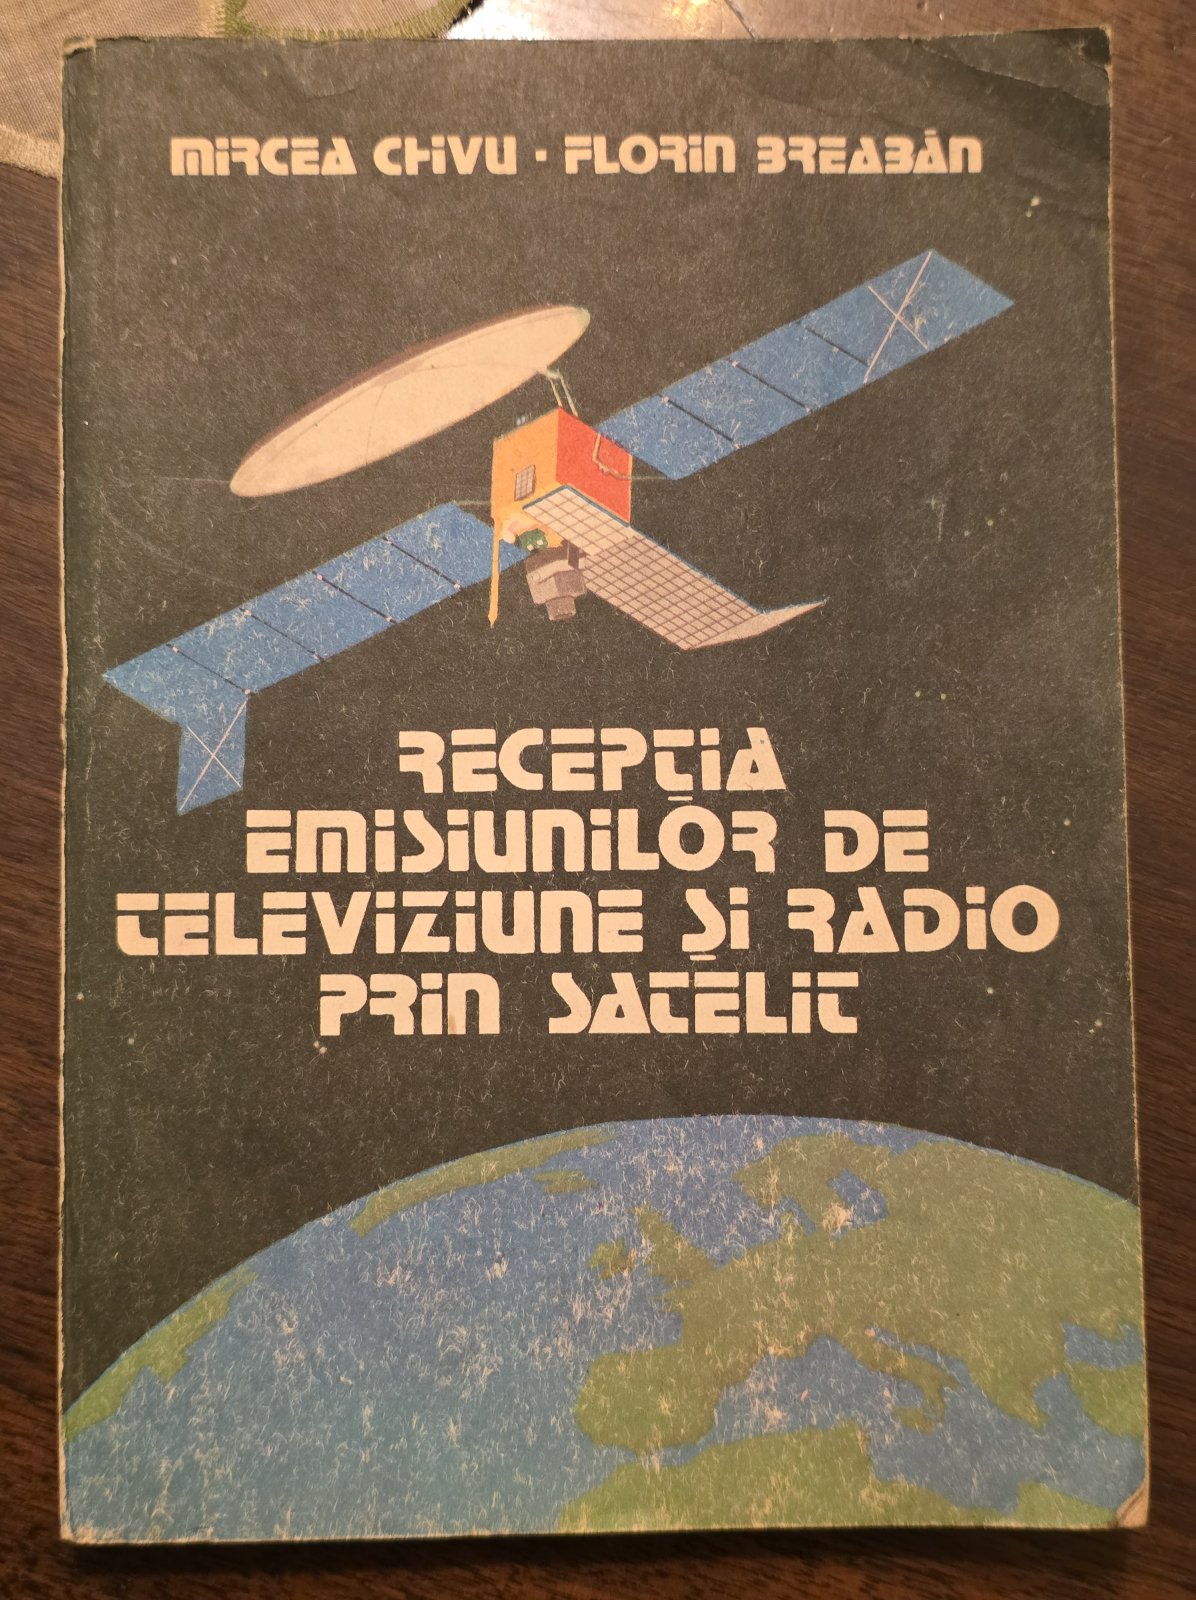 MIRCEA CHIVU · FLORIN BREABĂN
RECEPȚIA
EMISIUNILOR DE
TELEVIZIUNE ȘI RADIO
PRIN SATELIT